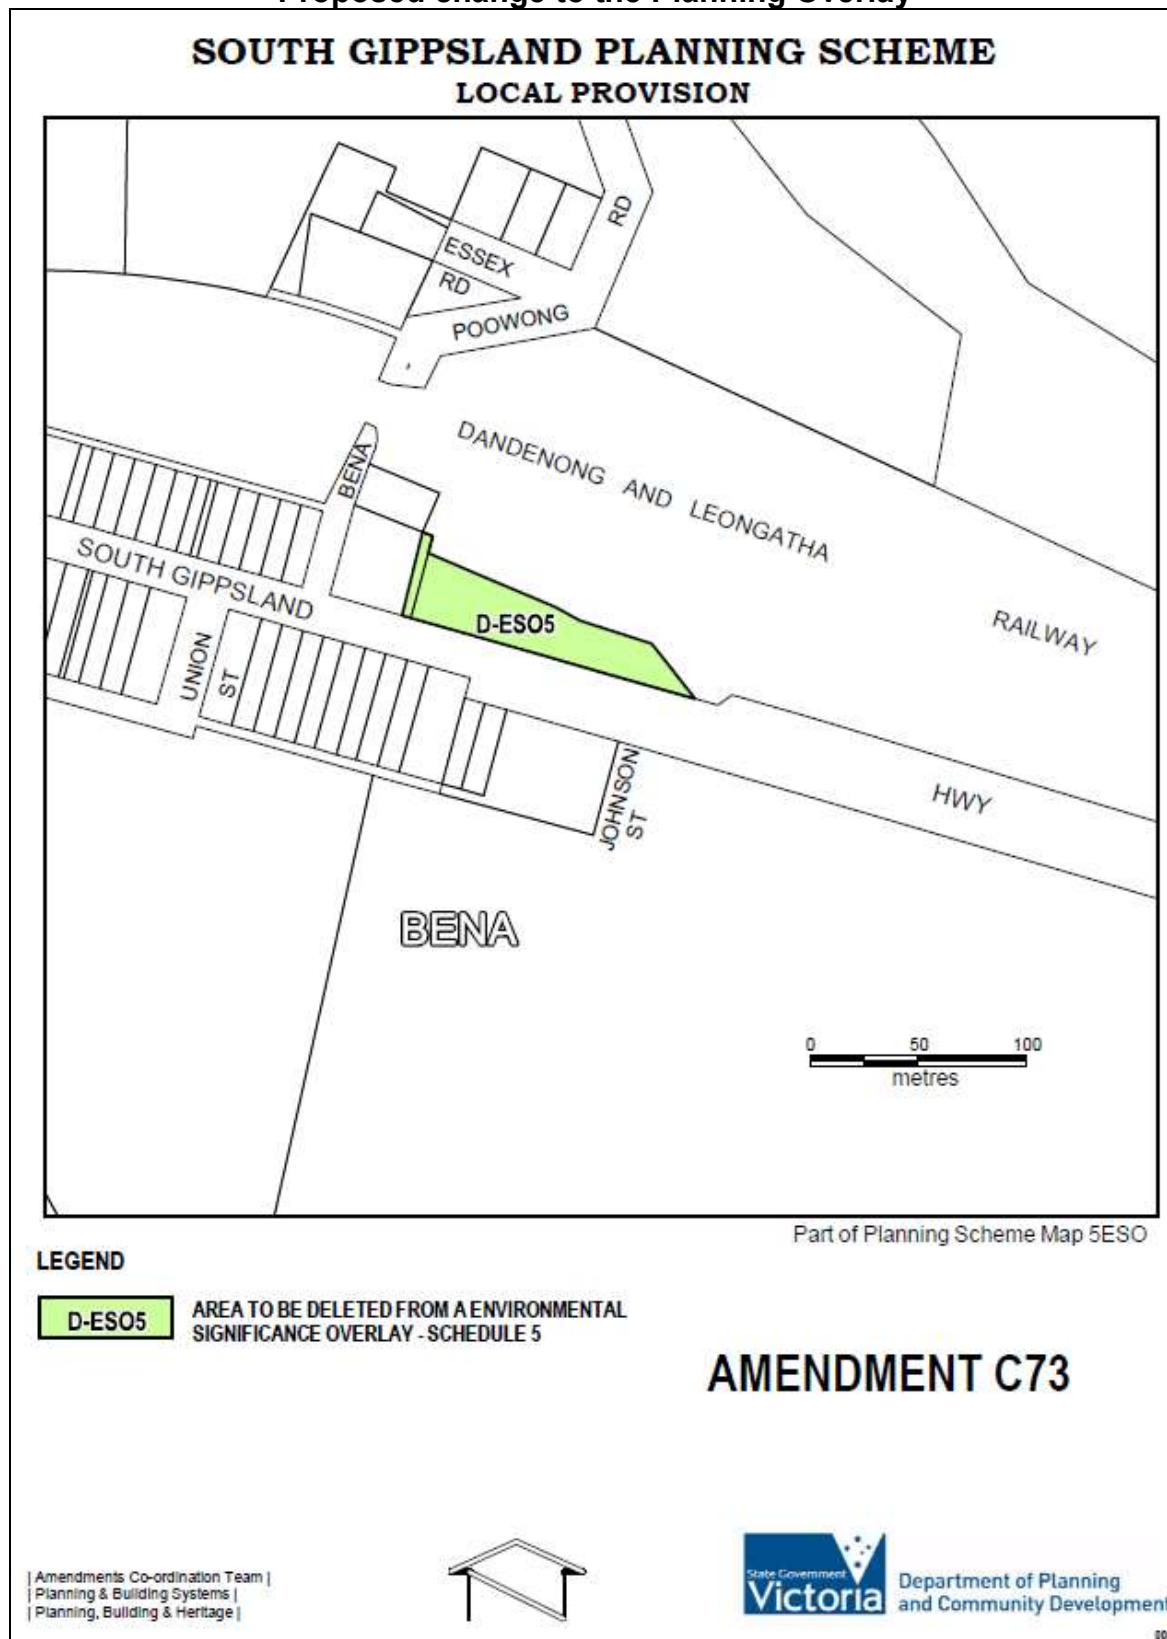 Proposed change to the Planning Overlay
SOUTH GIPPSLAND PLANNING SCHEME
LOCAL PROVISION
RD
ESSEX
RD
POOWONG
BENA
DANDENONG AND LEONGATHA
RAILWAY
SOUTH GIPPSLAND
D-ESO5
UNION
ST
HWY
JOHNSON
ST
BENA
0 50 100
metres
Part of Planning Scheme Map 5ESO
LEGEND
D-ESO5
AREA TO BE DELETED FROM A ENVIRONMENTAL
SIGNIFICANCE OVERLAY - SCHEDULE 5
AMENDMENT C73
| Amendments Co-ordination Team |
| Planning & Building Systems |
| Planning, Building & Heritage |
State Government
Victoria
Department of Planning
and Community Development